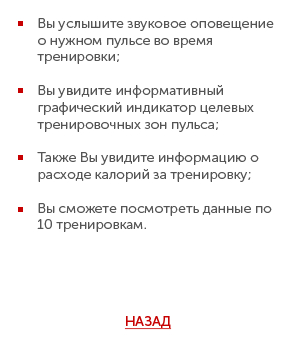 Вы услышите звуковое оповещение
о нужном пульсе во время
тренировки;
Вы увидите информативный
графический индикатор целевых
тренировочных зон пульса;
Также Вы увидите информацию о
расходе калорий за тренировку;
Вы сможете посмотреть данные по
10 тренировкам.
НАЗАД